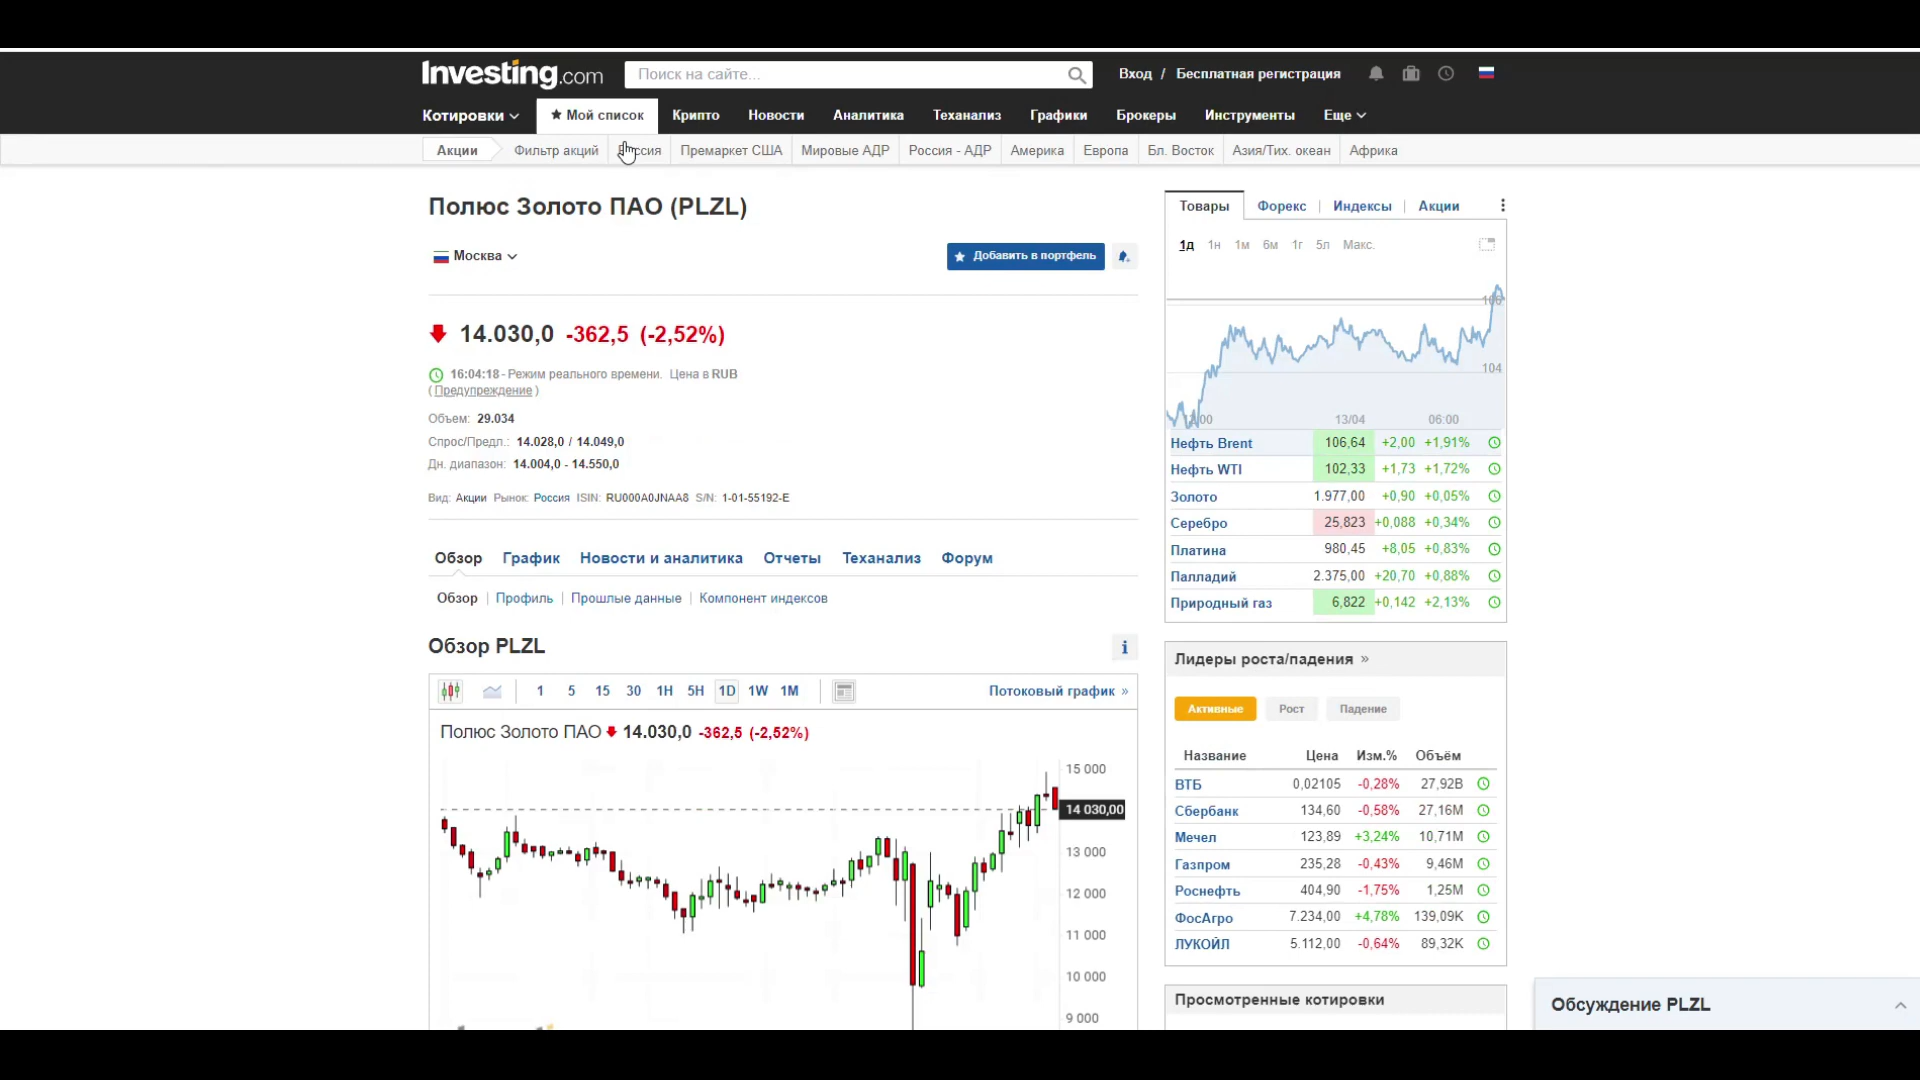 Investing.com
Поиск на сайте...
Вход / Бесплатная регистрация
Котировки
Мой список
Крипто
Новости
Аналитика
Теханализ
Графики
Брокеры
Инструменты
Еще
Акции
Фильтр акций
Премаркет США
Мировые АДР
Россия - АДР
Америка
Европа
Бл. Восток
Азия/Тих. океан
Африка
Полюс Золото ПАО (PLZL)
Москва
Добавить в портфель
14.030,0 -362,5 (-2,52%)
16:04:18 - Режим реального времени. Цена в RUB
( Предупреждение )
Объем: 29.034
Спрос/Предл.: 14.028,0 / 14.049,0
Дн. диапазон: 14.004,0 - 14.550,0
Вид: Акции Рынок: Россия ISIN: RU000A0JNAA8 S/N: 1-01-55192-E
Обзор График Новости и аналитика Отчеты Теханализ Форум
Обзор | Профиль | Прошлые данные | Компонент индексов
Обзор PLZL
1 5 15 30 1H 5H 1D 1W 1M
Потоковый график »
Полюс Золото ПАО 14.030,0 -362,5 (-2,52%)
15 000
14 030,00
13 000
12 000
11 000
10 000
9 000
Товары Форекс | Индексы | Акции
1д 1н 1м 6м 1г 5л Макс.
106
104
13/04 06:00
Нефть Brent 106,64 +2,00 +1,91%
Нефть WTI 102,33 +1,73 +1,72%
Золото 1.977,00 +0,90 +0,05%
Серебро 25,823 +0,088 +0,34%
Платина 980,45 +8,05 +0,83%
Палладий 2.375,00 +20,70 +0,88%
Природный газ 6,822 +0,142 +2,13%
Лидеры роста/падения »
Активные Рост Падение
Название Цена Изм.% Объём
ВТБ 0,02105 -0,28% 27,92B
Сбербанк 134,60 -0,58% 27,16M
Мечел 123,89 +3,24% 10,71M
Газпром 235,28 -0,43% 9,46M
Роснефть 404,90 -1,75% 1,25M
ФосАгро 7.234,00 +4,78% 139,09K
ЛУКОЙЛ 5.112,00 -0,64% 89,32K
Просмотренные котировки
Обсуждение PLZL